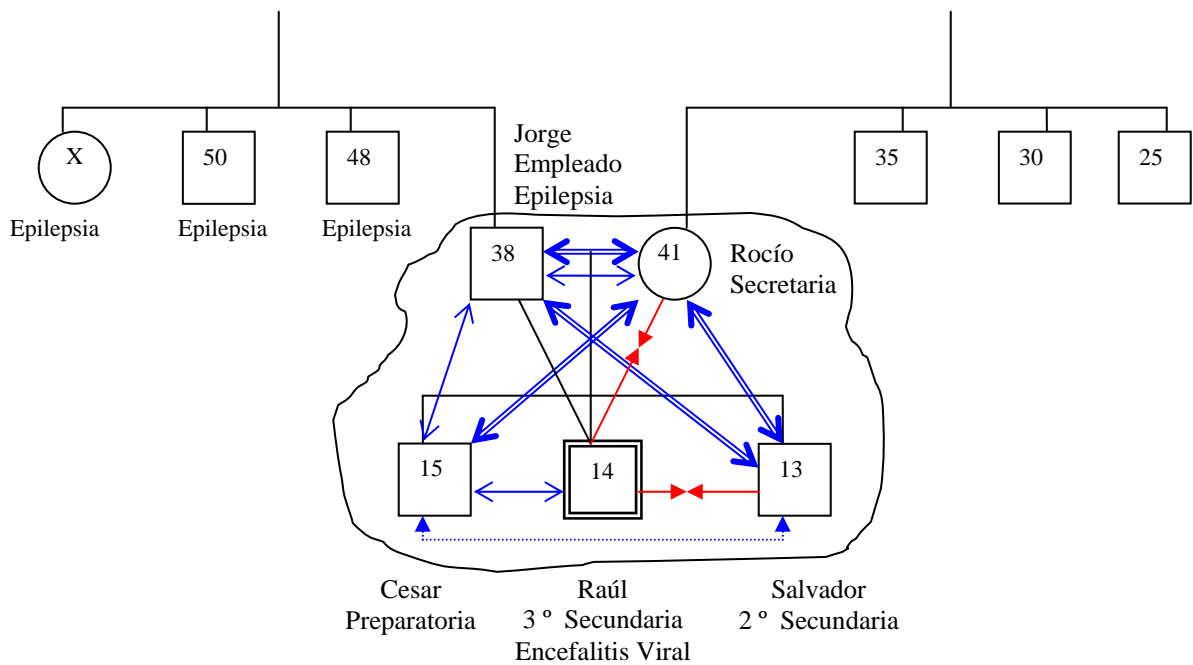 X
50
48
Jorge
Empleado
Epilepsia
35
30
25
Epilepsia
Epilepsia
Epilepsia
38
41
Rocío
Secretaria
15
14
13
Cesar
Preparatoria
Raúl
3 º Secundaria
Encefalitis Viral
Salvador
2 º Secundaria